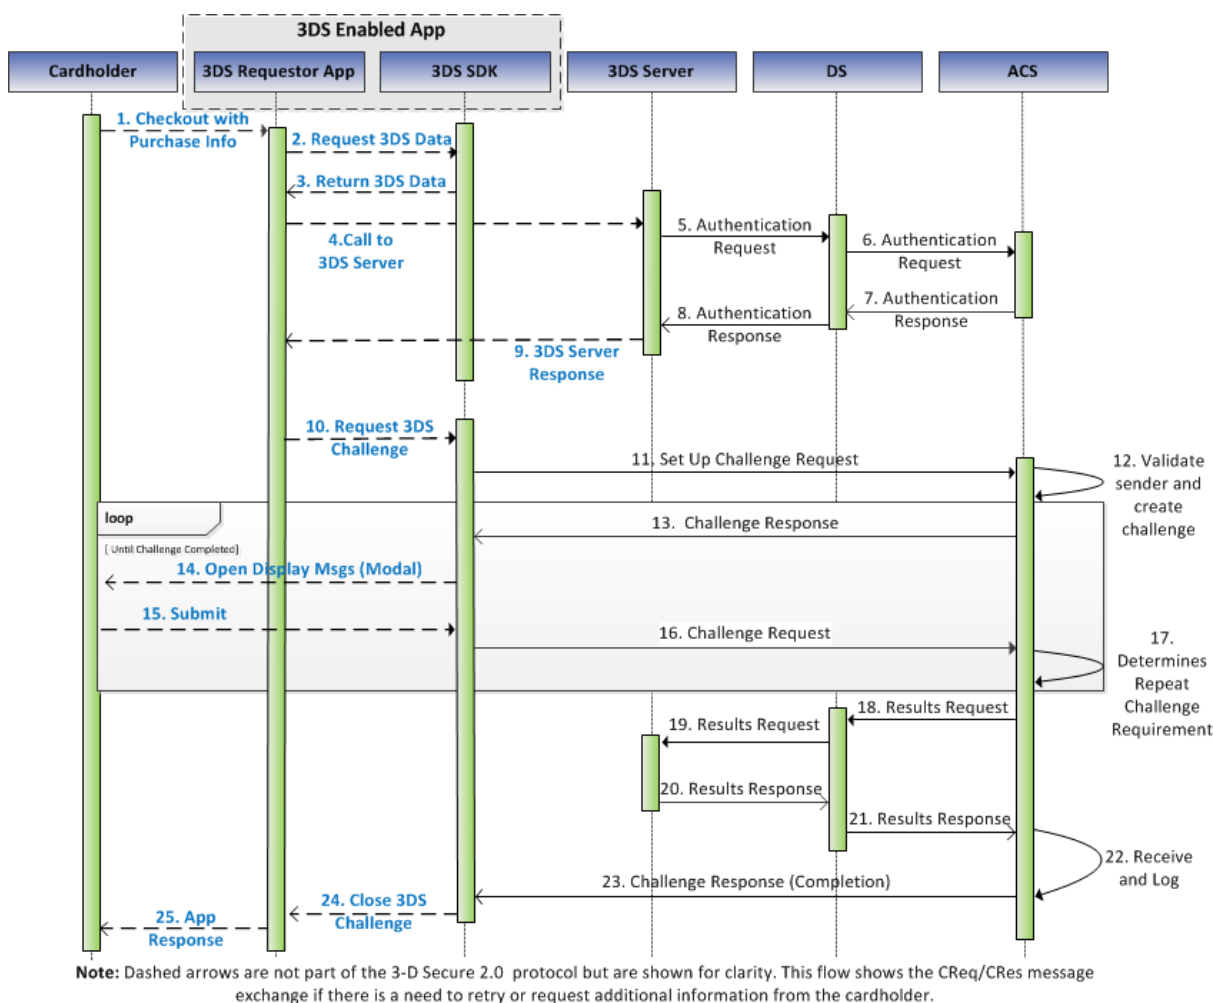 3DS Enabled App
Cardholder
3DS Requestor App
3DS SDK
3DS Server
DS
ACS
1. Checkout with
Purchase Info
2. Request 3DS Data
3. Return 3DS Data
4.Call to
3DS Server
5. Authentication
Request
6. Authentication
Request
7. Authentication
Response
8. Authentication
Response
9. 3DS Server
Response
10. Request 3DS
Challenge
11. Set Up Challenge Request
12. Validate
sender and
create
challenge
loop
[ Until Challenge Completed]
13. Challenge Response
14. Open Display Msgs (Modal)
15. Submit
16. Challenge Request
17.
Determines
Repeat
Challenge
Requirement
18. Results Request
19. Results Request
20. Results Response
21. Results Response
22. Receive
and Log
23. Challenge Response (Completion)
24. Close 3DS
Challenge
25. App
Response
Note: Dashed arrows are not part of the 3-D Secure 2.0 protocol but are shown for clarity. This flow shows the CReq/CRes message
exchange if there is a need to retry or request additional information from the cardholder.